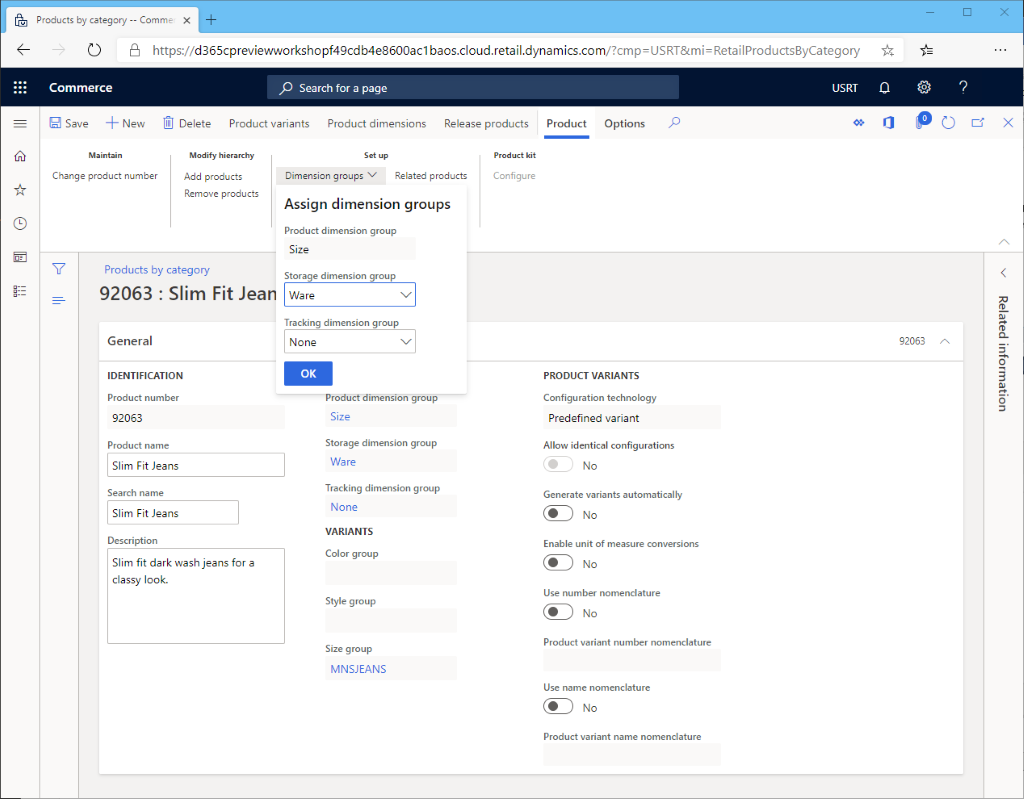 Products by category -- Comme
https://d365cpreviewworkshopf49cdb4e8600ac1baos.cloud.retail.dynamics.com/?cmp=USRT&mi=RetailProductsByCategory
Commerce
Search for a page
USRT
Save
New
Delete
Product variants
Product dimensions
Release products
Product
Options
0
Maintain
Change product number
Modify hierarchy
Add products
Remove products
Set up
Dimension groups
Related products
Product kit
Configure
Assign dimension groups
Product dimension group
Size
Storage dimension group
Ware
Tracking dimension group
None
OK
Products by category
92063 : Slim Fit Jean
General
92063
IDENTIFICATION
Product number
92063
Product name
Slim Fit Jeans
Search name
Slim Fit Jeans
Description
Slim fit dark wash jeans for a
classy look.
Product dimension group
Size
Storage dimension group
Ware
Tracking dimension group
None
VARIANTS
Color group
Style group
Size group
MNSJEANS
PRODUCT VARIANTS
Configuration technology
Predefined variant
Allow identical configurations
No
Generate variants automatically
No
Enable unit of measure conversions
No
Use number nomenclature
No
Product variant number nomenclature
Use name nomenclature
No
Product variant name nomenclature
Related information